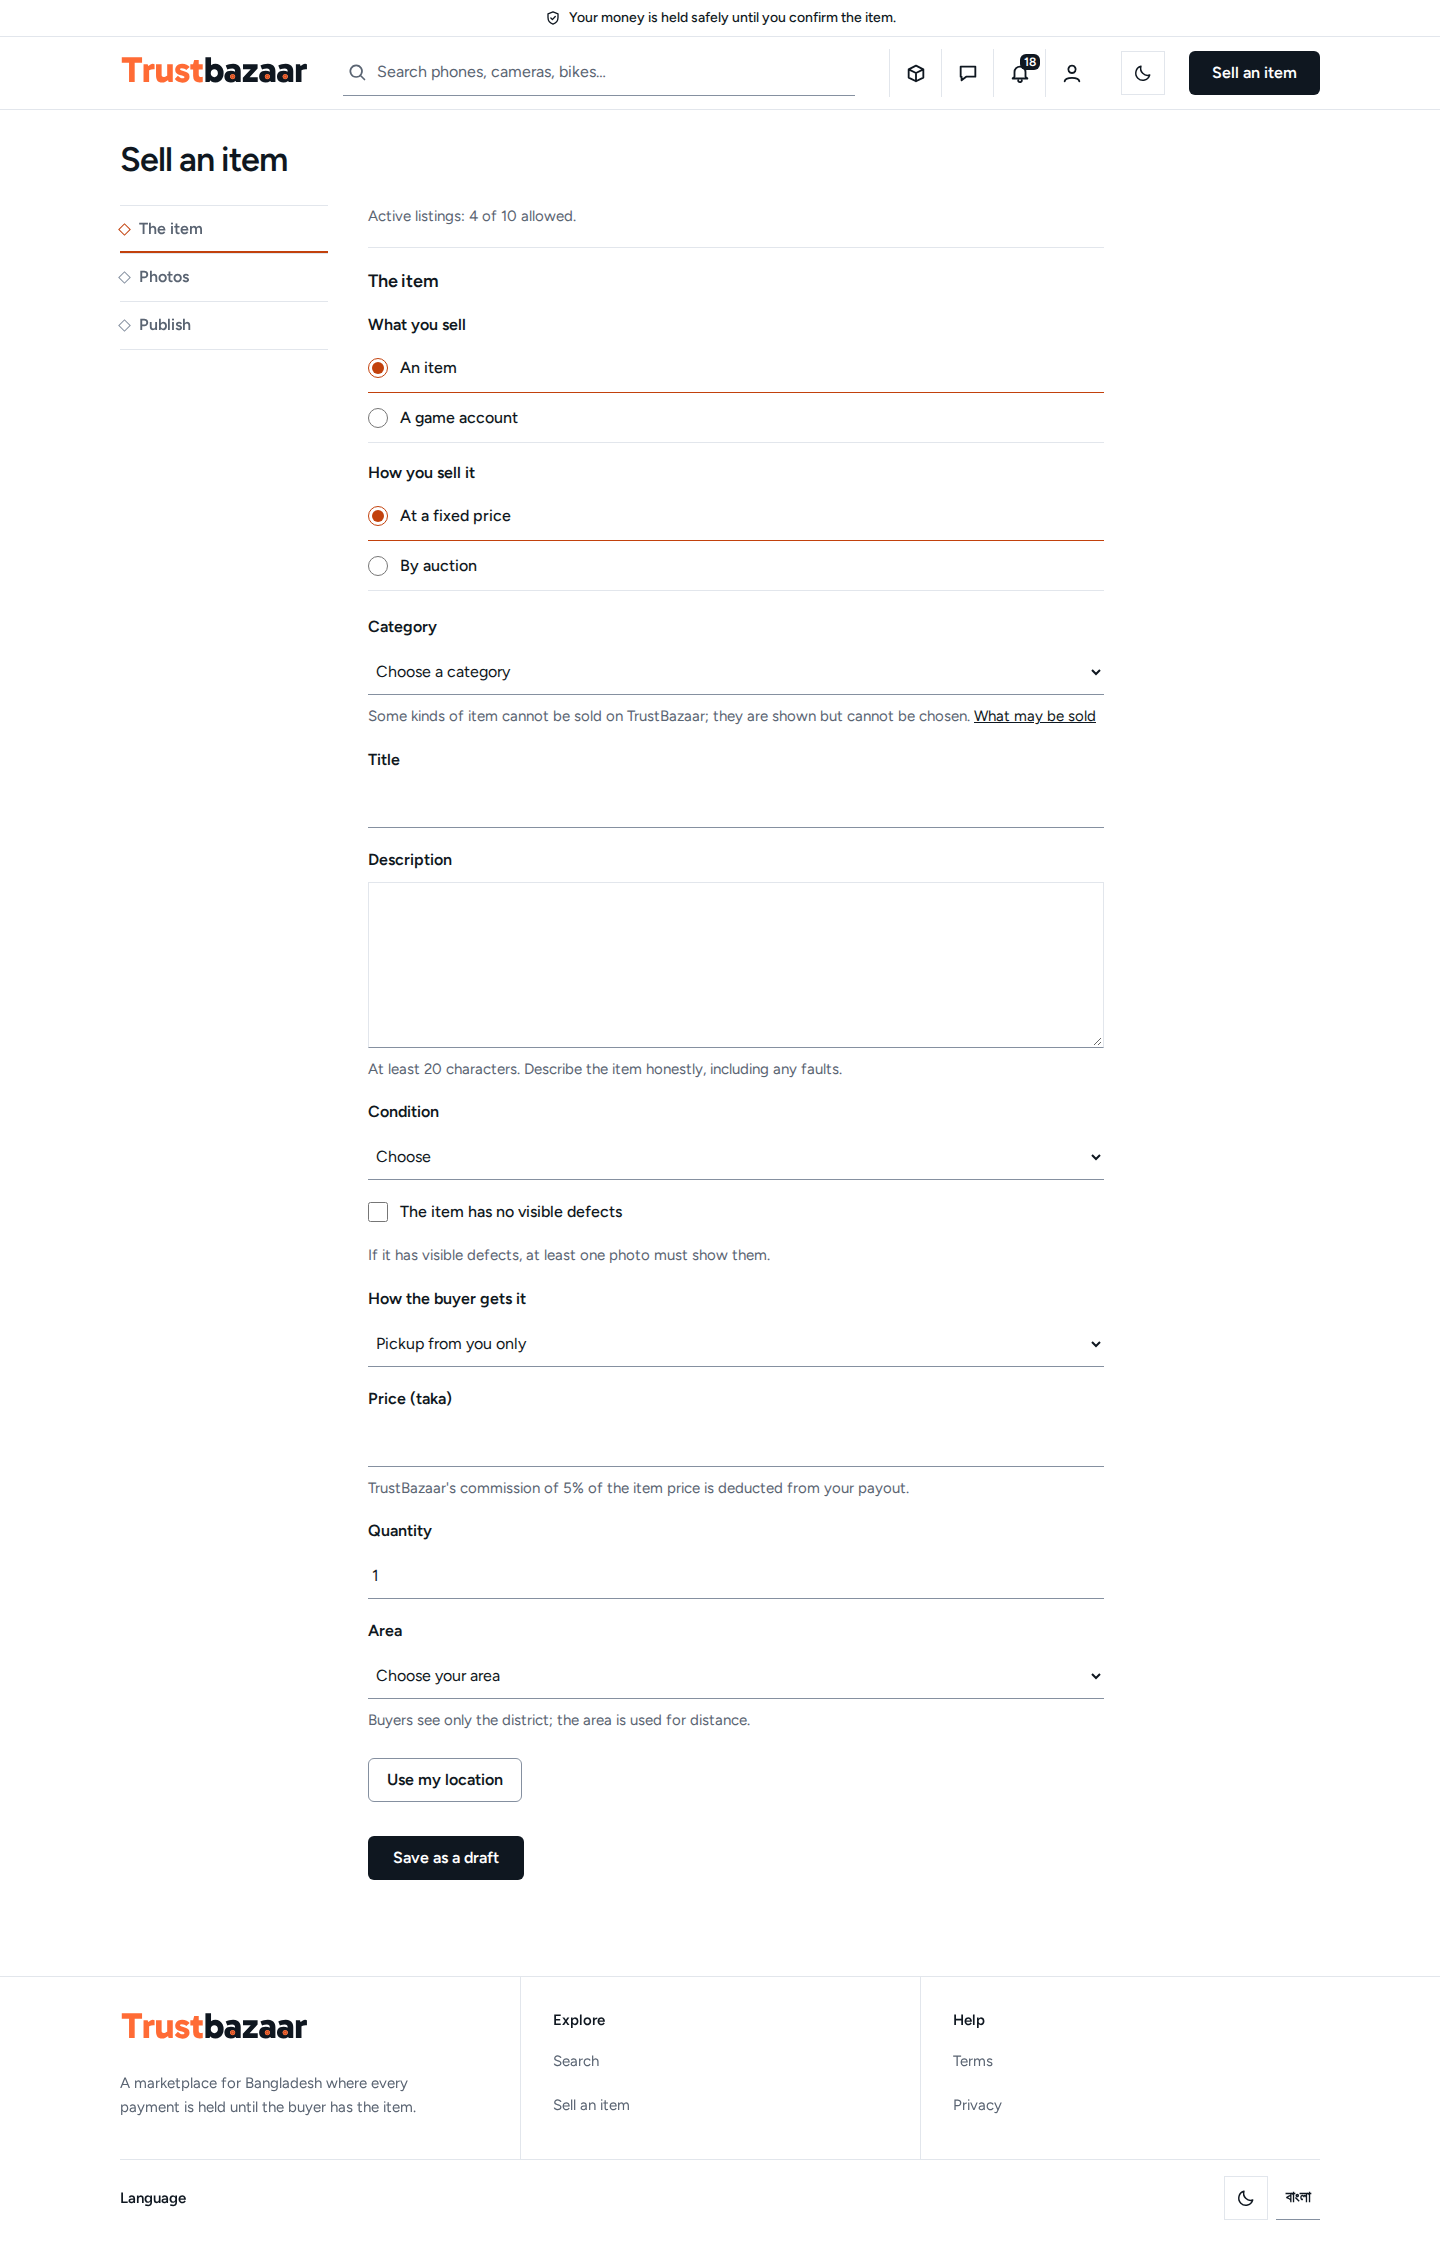 Your money is held safely until you confirm the item.
Trustbazaar
Search phones, cameras, bikes...
18
Sell an item
Sell an item
The item
Photos
Publish
Active listings: 4 of 10 allowed.
The item
What you sell
An item
A game account
How you sell it
At a fixed price
By auction
Category
Choose a category
Some kinds of item cannot be sold on TrustBazaar; they are shown but cannot be chosen. What may be sold
Title
Description
At least 20 characters. Describe the item honestly, including any faults.
Condition
Choose
The item has no visible defects
If it has visible defects, at least one photo must show them.
How the buyer gets it
Pickup from you only
Price (taka)
TrustBazaar's commission of 5% of the item price is deducted from your payout.
Quantity
1
Area
Choose your area
Buyers see only the district; the area is used for distance.
Use my location
Save as a draft
Trustbazaar
A marketplace for Bangladesh where every
payment is held until the buyer has the item.
Explore
Search
Sell an item
Help
Terms
Privacy
Language
বাংলা